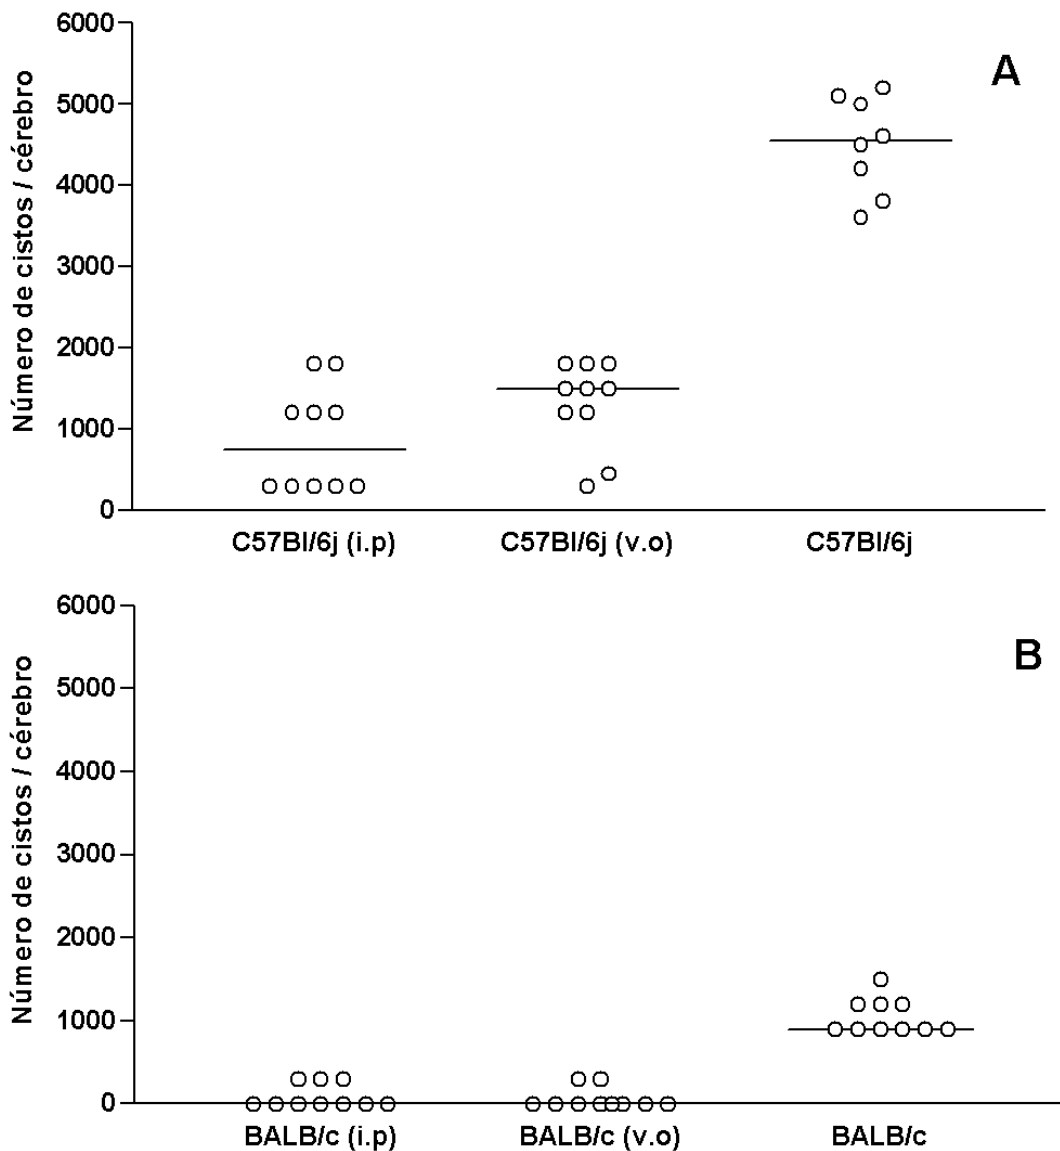 6000
A
5000
4000
3000
2000
1000
0
Número de cistos / cérebro
C57Bl/6j (i.p) C57Bl/6j (v.o) C57Bl/6j
6000
B
5000
4000
3000
2000
1000
0
Número de cistos / cérebro
BALB/c (i.p) BALB/c (v.o) BALB/c